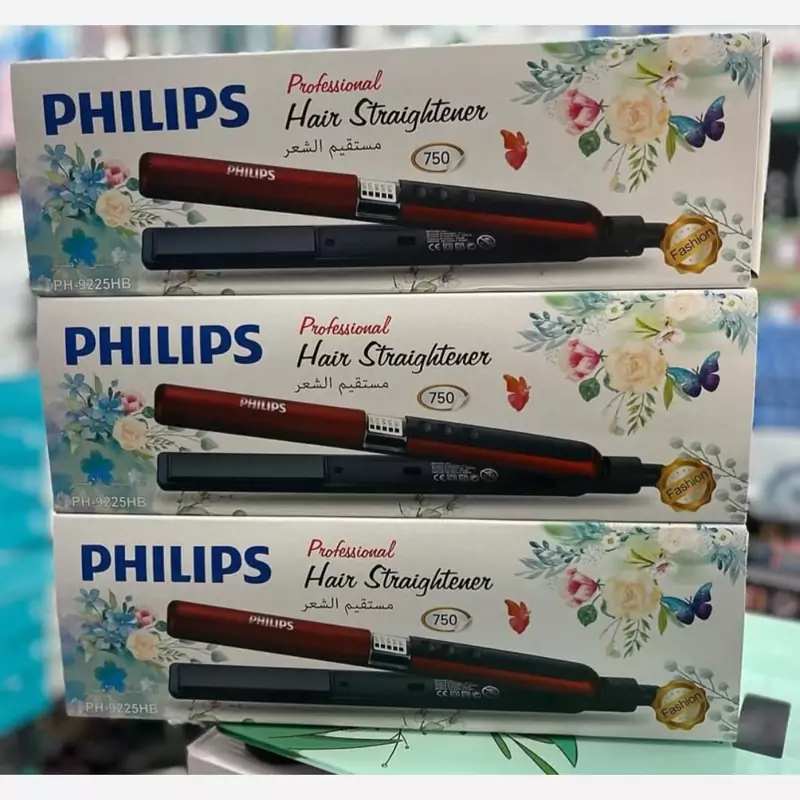 PHILIPS
Professional
Hair Straightener
مستقيم الشعر
750
PHILIPS
Fashion
PH-9225HB
PHILIPS
Professional
Hair Straightener
مستقيم الشعر
750
PHILIPS
Fashion
PH-9225HB
PHILIPS
Professional
Hair Straightener
مستقيم الشعر
750
PHILIPS
Fashion
PH-9225HB